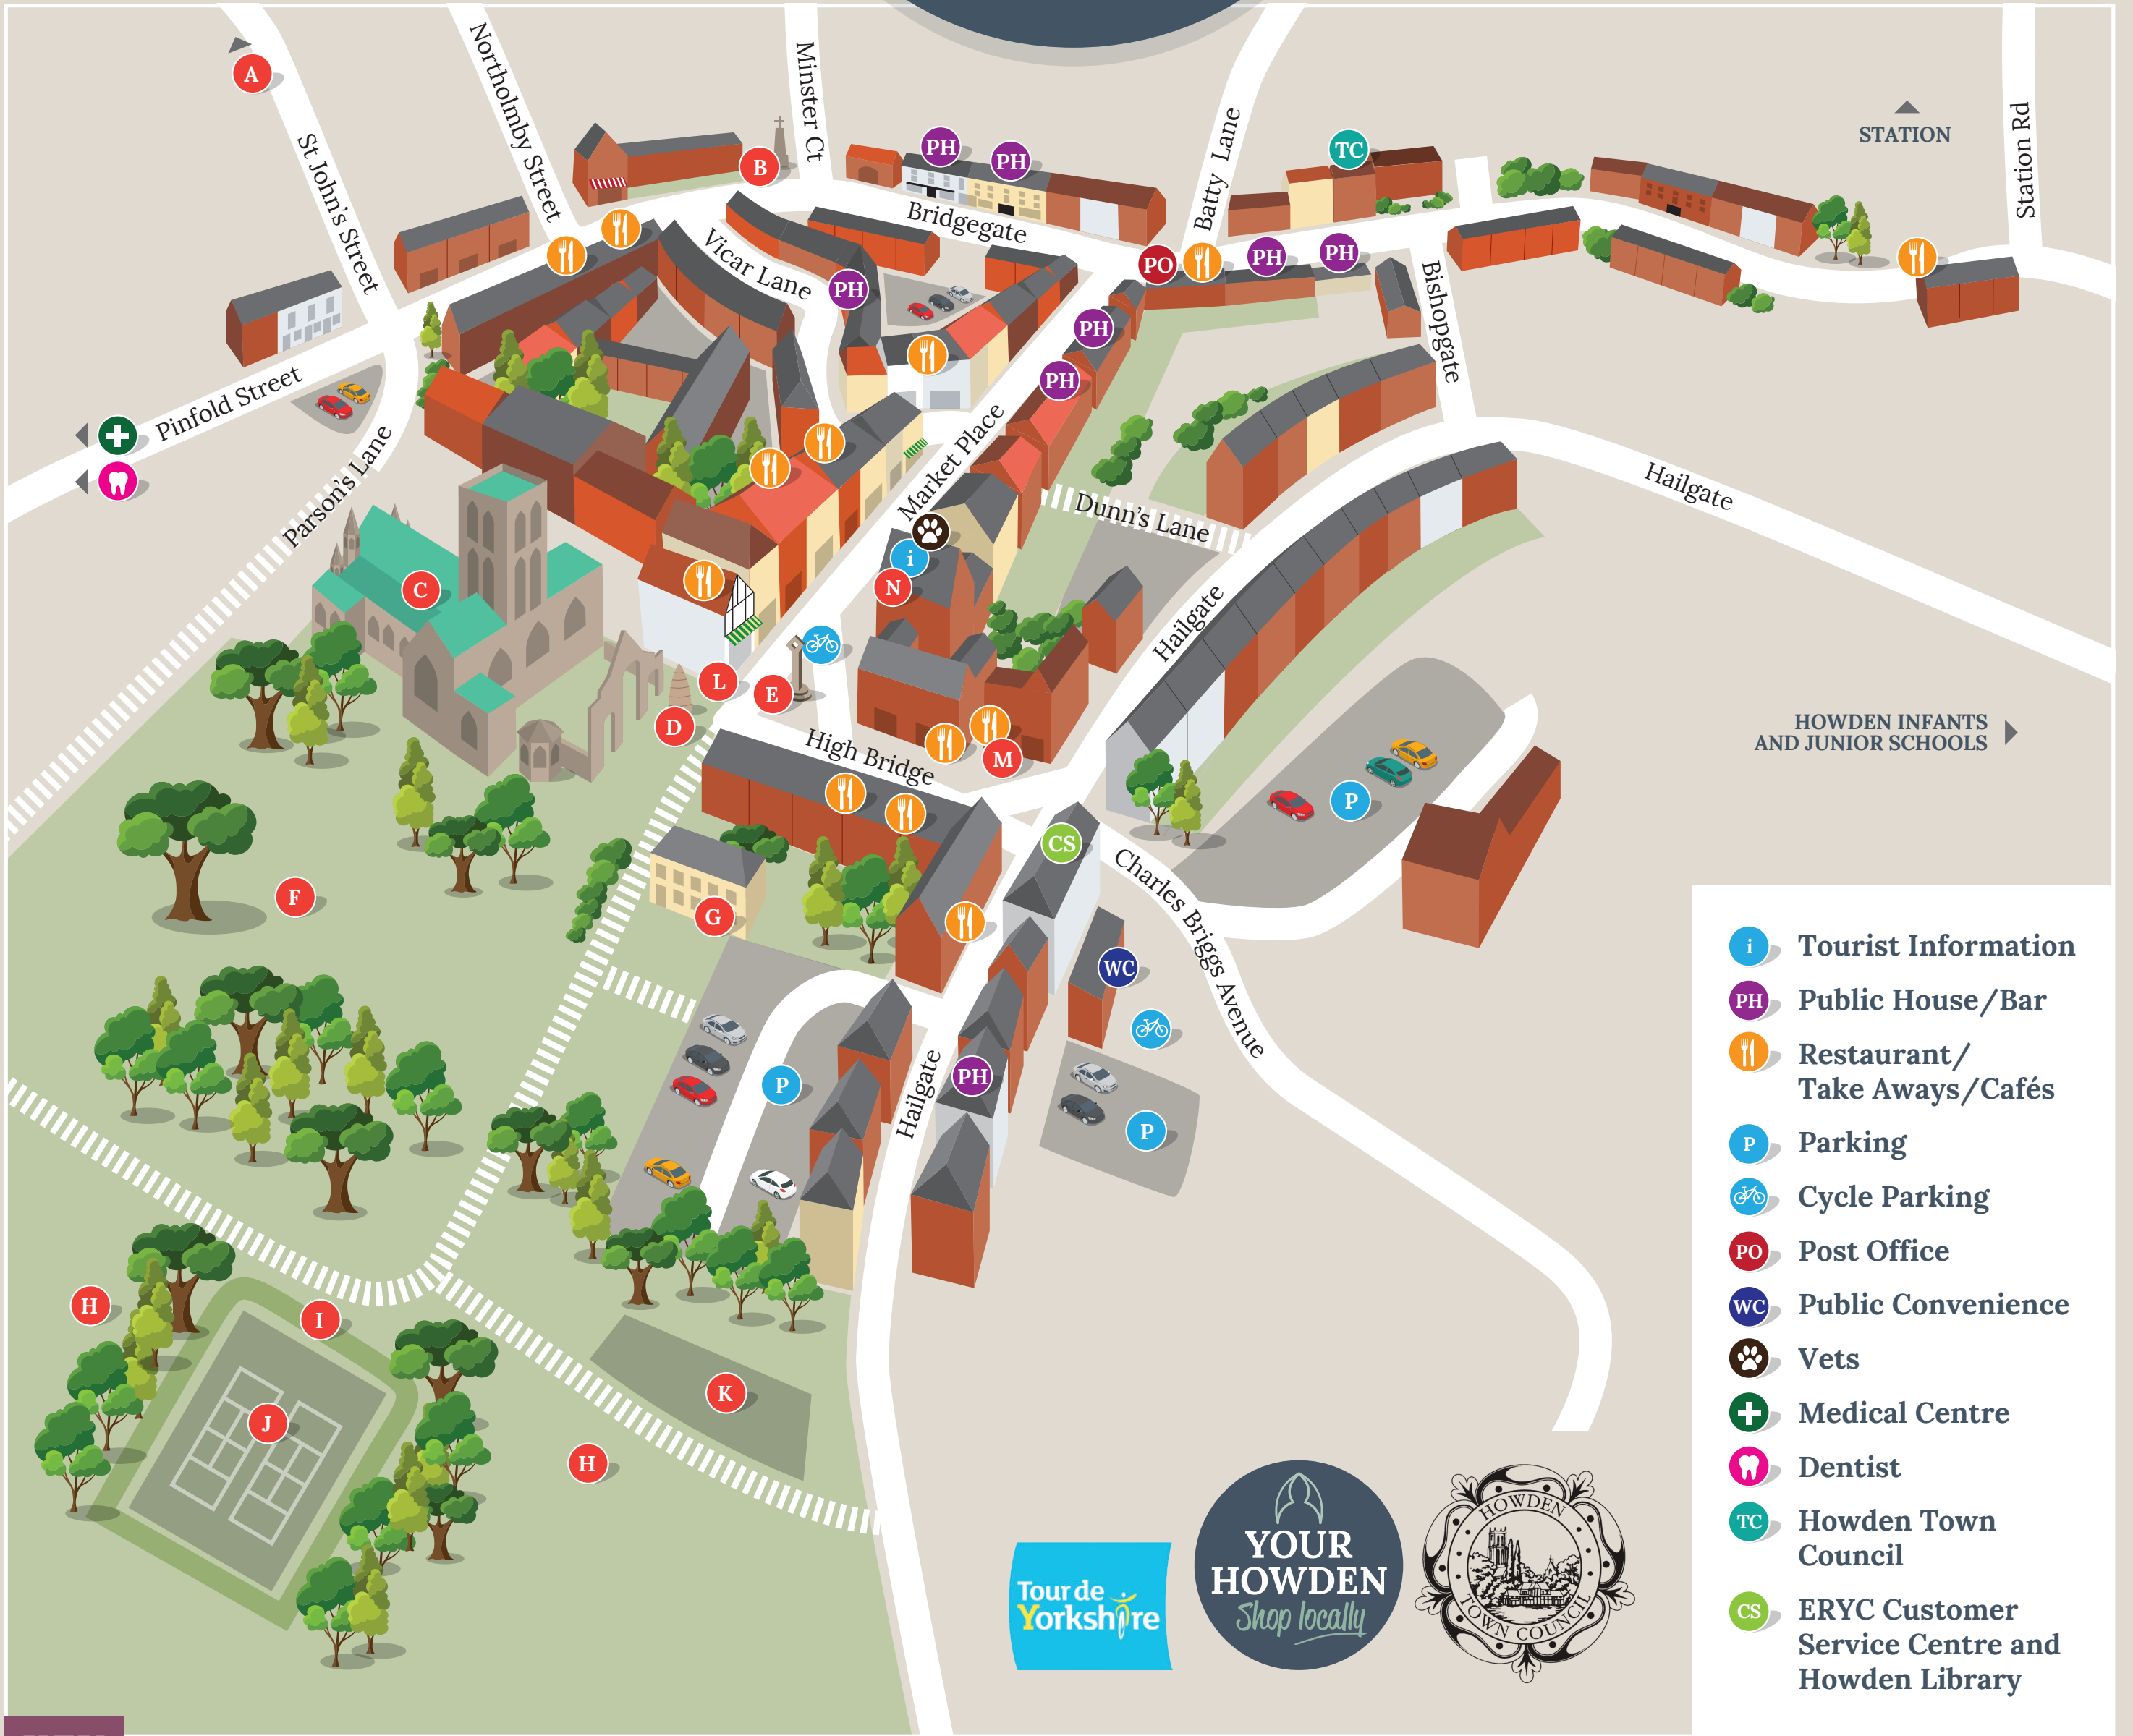 A
St John's Street
Northolmby Street
Minster Ct
B
PH
PH
Bridgegate
Batty Lane
TC
STATION
Station Rd
Vicar Lane
PH
PO
PH
PH
Bishopgate
PH
PH
Pinfold Street
Parson's Lane
Market Place
Dunn's Lane
Hailgate
i
N
C
Hailgate
L
E
D
High Bridge
M
HOWDEN INFANTS
AND JUNIOR SCHOOLS
P
CS
Charles Briggs Avenue
F
G
WC
P
PH
Hailgate
P
H
I
J
K
H
i Tourist Information
PH Public House/Bar
Restaurant/
Take Aways/Cafés
P Parking
Cycle Parking
PO Post Office
WC Public Convenience
Vets
Medical Centre
Dentist
TC Howden Town
Council
CS ERYC Customer
Service Centre and
Howden Library
Tour de
Yorkshire
YOUR
HOWDEN
Shop locally
HOWDEN
TOWN COUNCIL